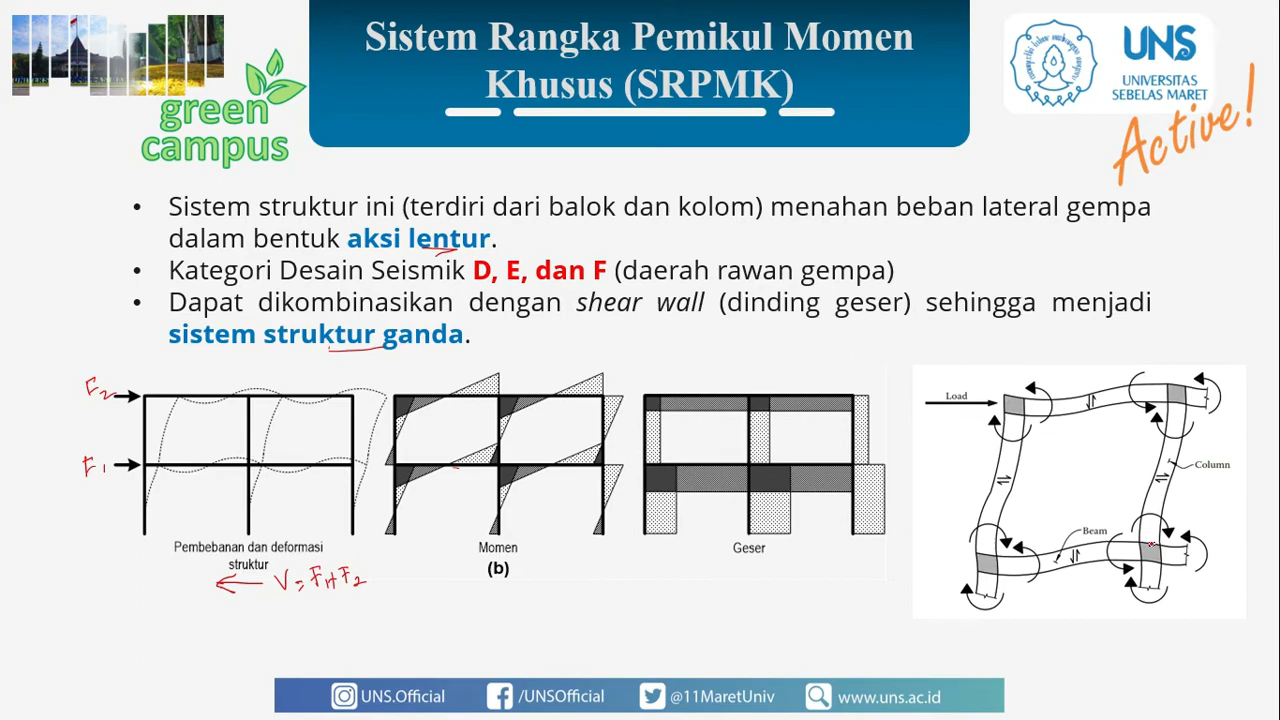 Sistem Rangka Pemikul Momen
Khusus (SRPMK)
green
campus
UNS
UNIVERSITAS
SEBELAS MARET
Active!
• Sistem struktur ini (terdiri dari balok dan kolom) menahan beban lateral gempa
dalam bentuk aksi lentur.
• Kategori Desain Seismik D, E, dan F (daerah rawan gempa)
• Dapat dikombinasikan dengan shear wall (dinding geser) sehingga menjadi
sistem struktur ganda.
F2
F1
Pembebanan dan deformasi
struktur
V = F1+F2
Momen
(b)
Geser
Load
Column
Beam
UNS.Official
/UNSOfficial
@11MaretUniv
www.uns.ac.id